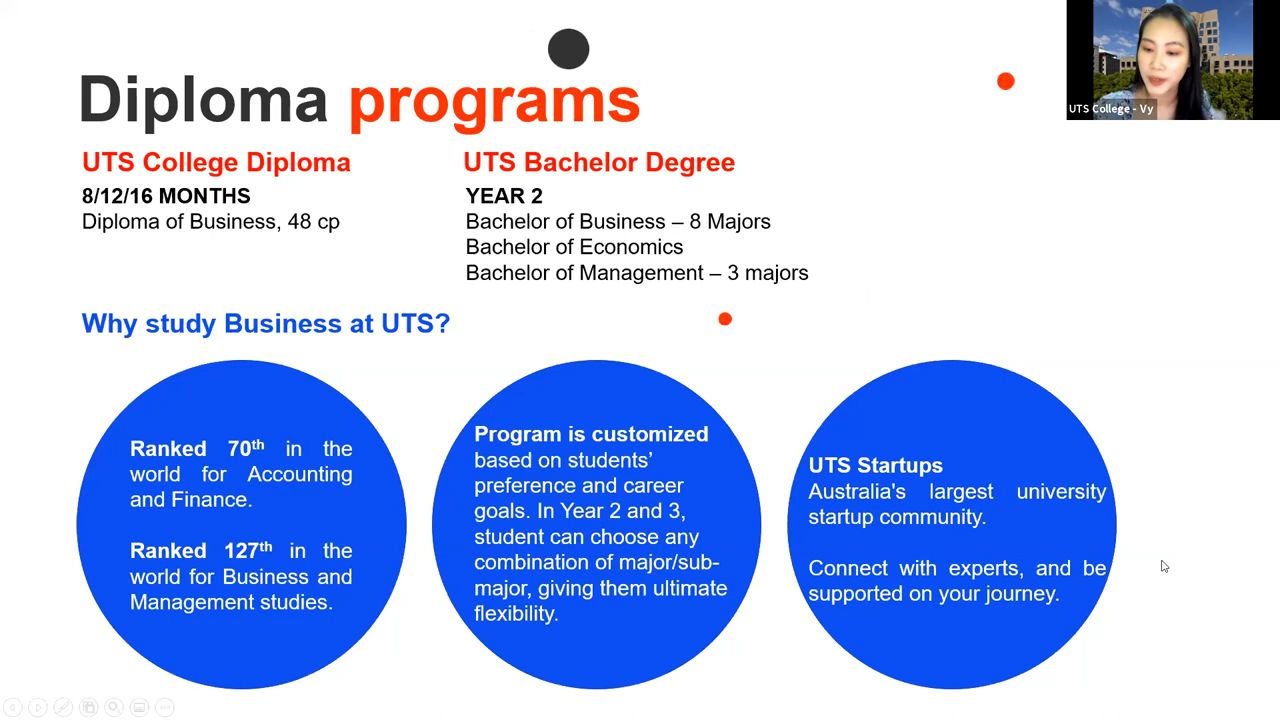 Diploma programs
UTS College Diploma
8/12/16 MONTHS
Diploma of Business, 48 cp
UTS Bachelor Degree
YEAR 2
Bachelor of Business – 8 Majors
Bachelor of Economics
Bachelor of Management – 3 majors
Why study Business at UTS?
Ranked 70th in the
world for Accounting
and Finance.
Ranked 127th in the
world for Business and
Management studies.
Program is customized
based on students’
preference and career
goals. In Year 2 and 3,
student can choose any
combination of major/sub-
major, giving them ultimate
flexibility.
UTS Startups
Australia's largest university
startup community.
Connect with experts, and be
supported on your journey.
UTS College - Vy